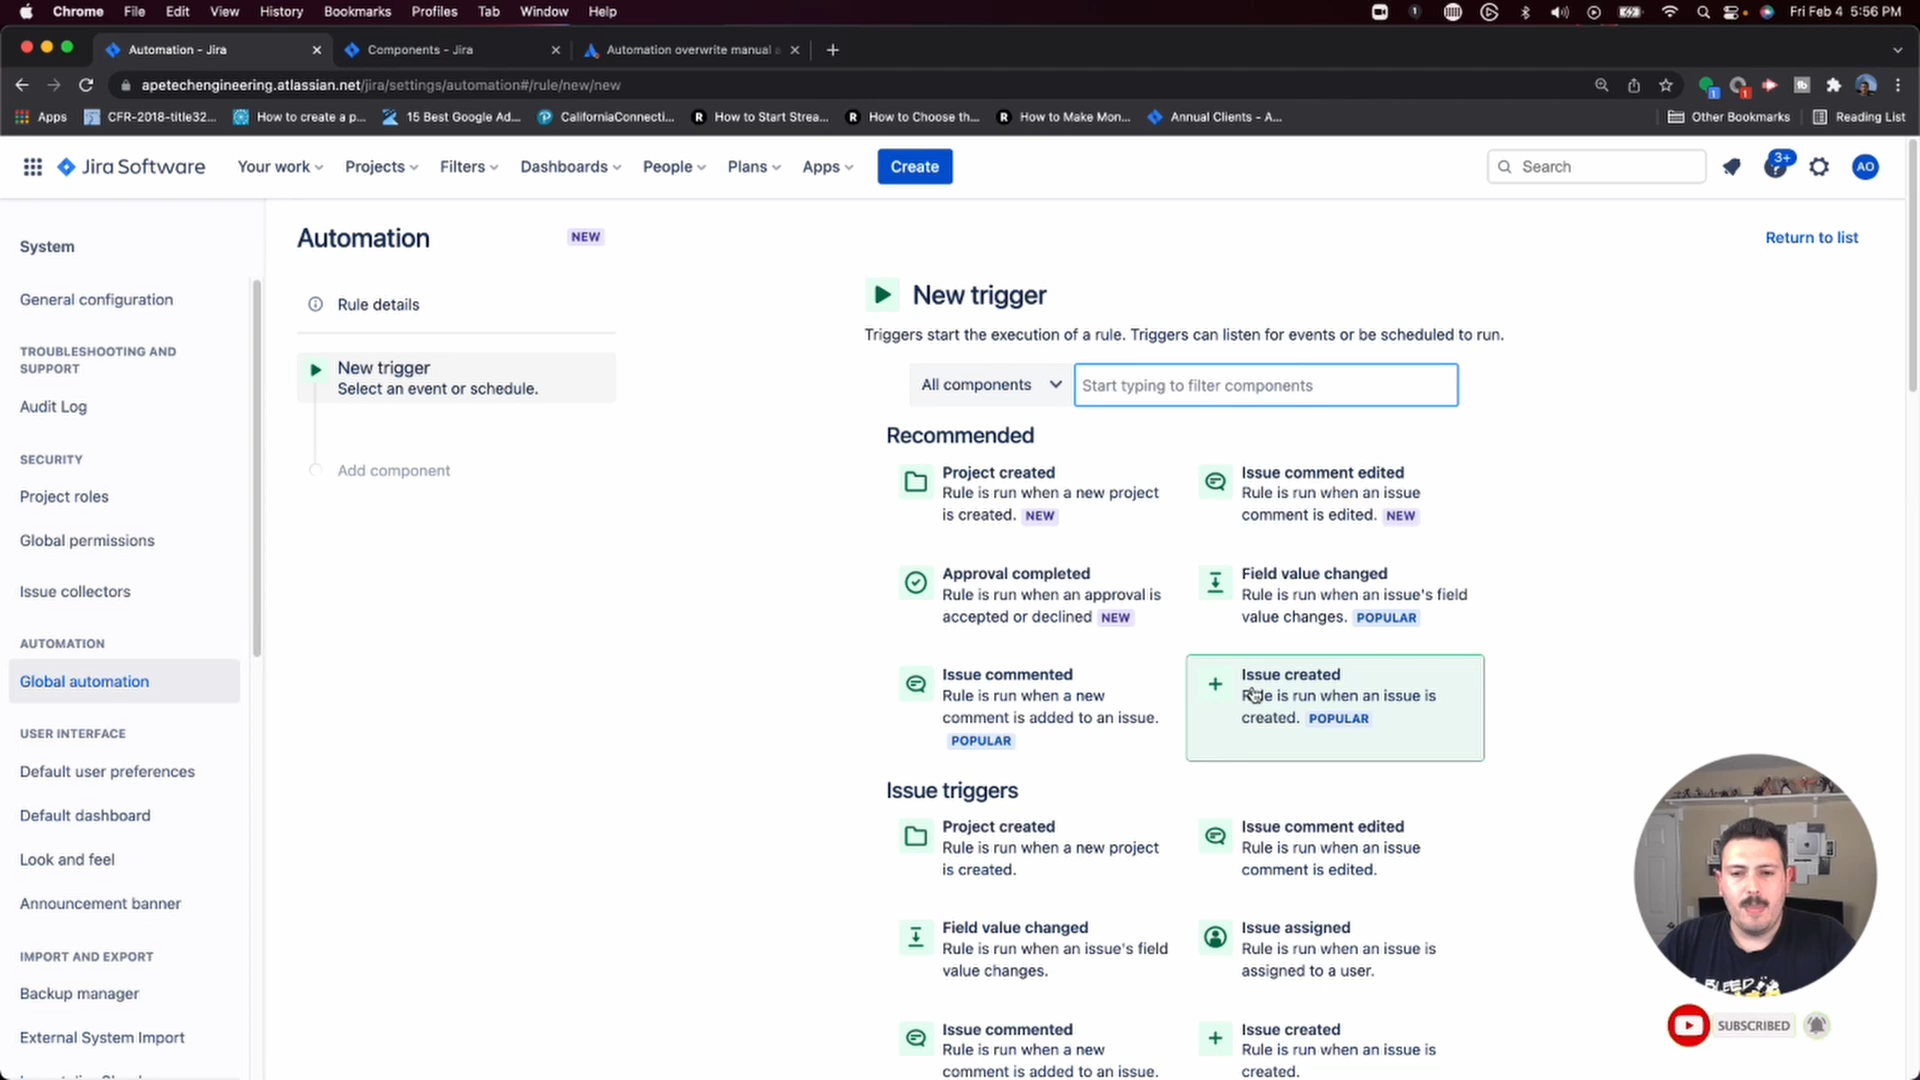 Chrome File Edit View History Bookmarks Profiles Tab Window Help
Fri Feb 4 5:56 PM
Automation - Jira
Components - Jira
Automation overwrite manual
apetechengineering.atlassian.net/jira/settings/automation#/rule/new/new
Apps
CFR-2018-title32...
How to create a p...
15 Best Google Ad...
CaliforniaConnecti...
How to Start Strea...
How to Choose th...
How to Make Mon...
Annual Clients - A...
Other Bookmarks
Reading List
Jira Software
Your work
Projects
Filters
Dashboards
People
Plans
Apps
Create
Search
3+
AO
System
General configuration
TROUBLESHOOTING AND
SUPPORT
Audit Log
SECURITY
Project roles
Global permissions
Issue collectors
AUTOMATION
Global automation
USER INTERFACE
Default user preferences
Default dashboard
Look and feel
Announcement banner
IMPORT AND EXPORT
Backup manager
External System Import
Automation
NEW
Return to list
Rule details
New trigger
Select an event or schedule.
Add component
New trigger
Triggers start the execution of a rule. Triggers can listen for events or be scheduled to run.
All components
Start typing to filter components
Recommended
Project created
Rule is run when a new project
is created. NEW
Issue comment edited
Rule is run when an issue
comment is edited. NEW
Approval completed
Rule is run when an approval is
accepted or declined NEW
Field value changed
Rule is run when an issue's field
value changes. POPULAR
Issue commented
Rule is run when a new
comment is added to an issue.
POPULAR
Issue created
Rule is run when an issue is
created. POPULAR
Issue triggers
Project created
Rule is run when a new project
is created.
Issue comment edited
Rule is run when an issue
comment is edited.
Field value changed
Rule is run when an issue's field
value changes.
Issue assigned
Rule is run when an issue is
assigned to a user.
Issue commented
Rule is run when a new
comment is added to an issue.
Issue created
Rule is run when an issue is
created.
SUBSCRIBED